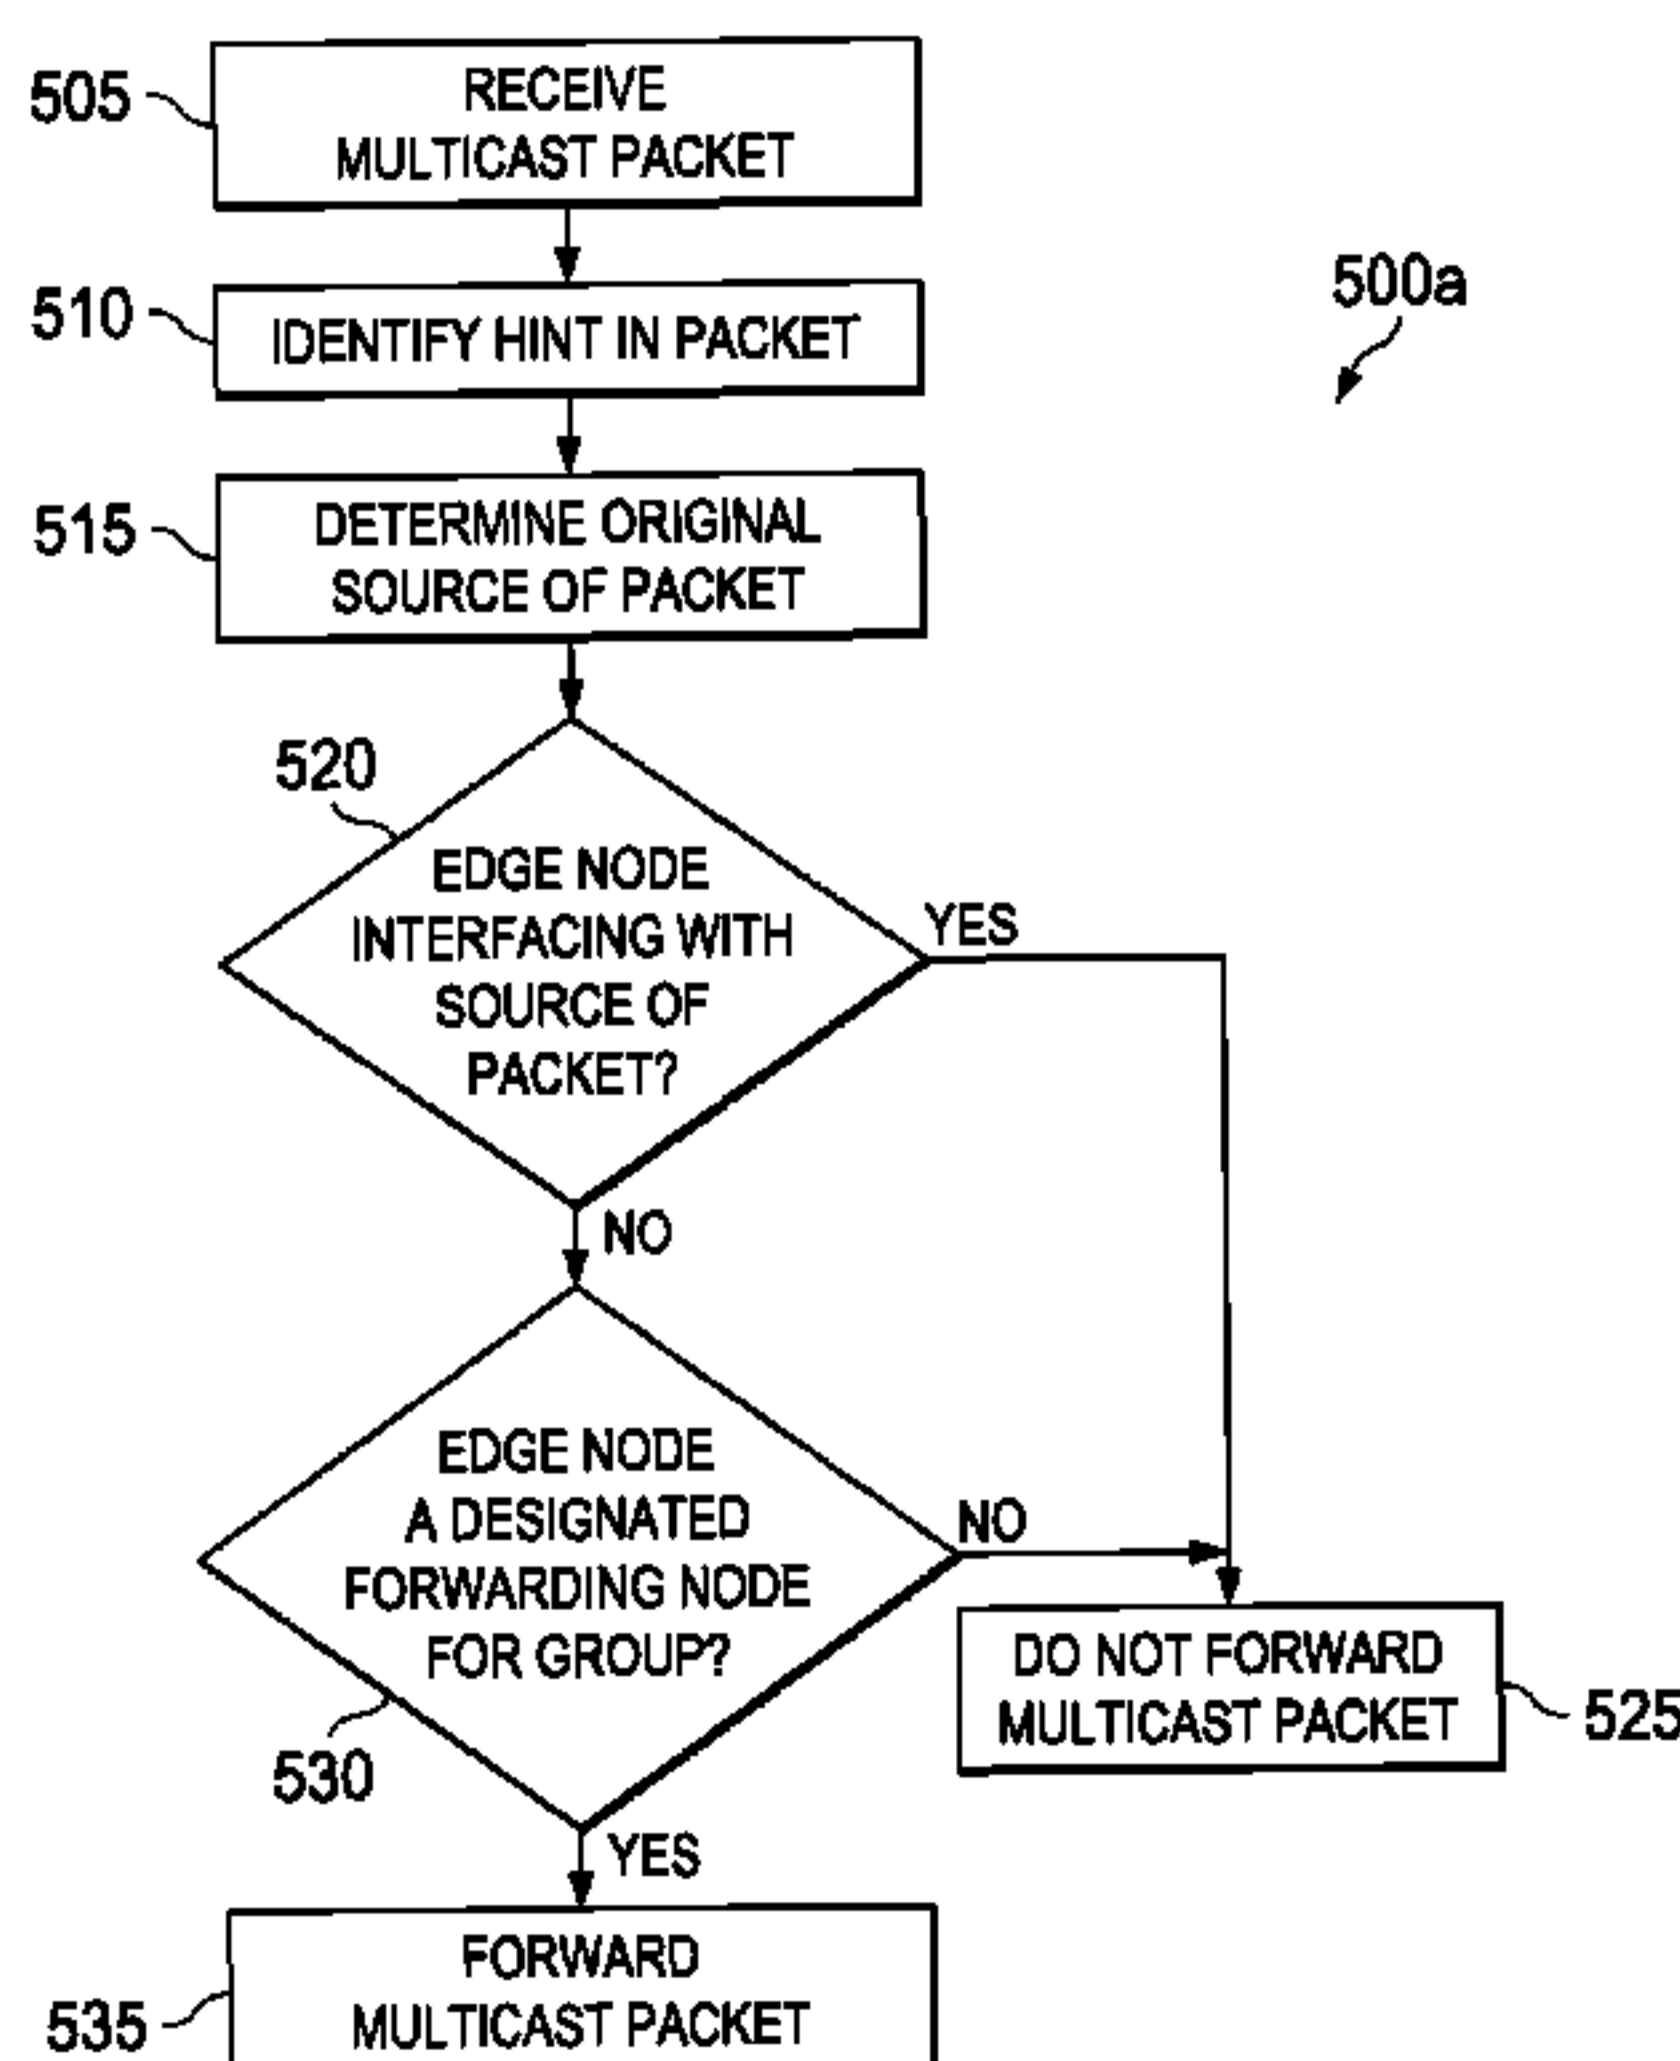 505
RECEIVE
MULTICAST PACKET
510
IDENTIFY HINT IN PACKET
500a
515
DETERMINE ORIGINAL
SOURCE OF PACKET
520
EDGE NODE
INTERFACING WITH
SOURCE OF
PACKET?
YES
NO
EDGE NODE
A DESIGNATED
FORWARDING NODE
FOR GROUP?
NO
530
DO NOT FORWARD
MULTICAST PACKET
525
YES
FORWARD
MULTICAST PACKET
535